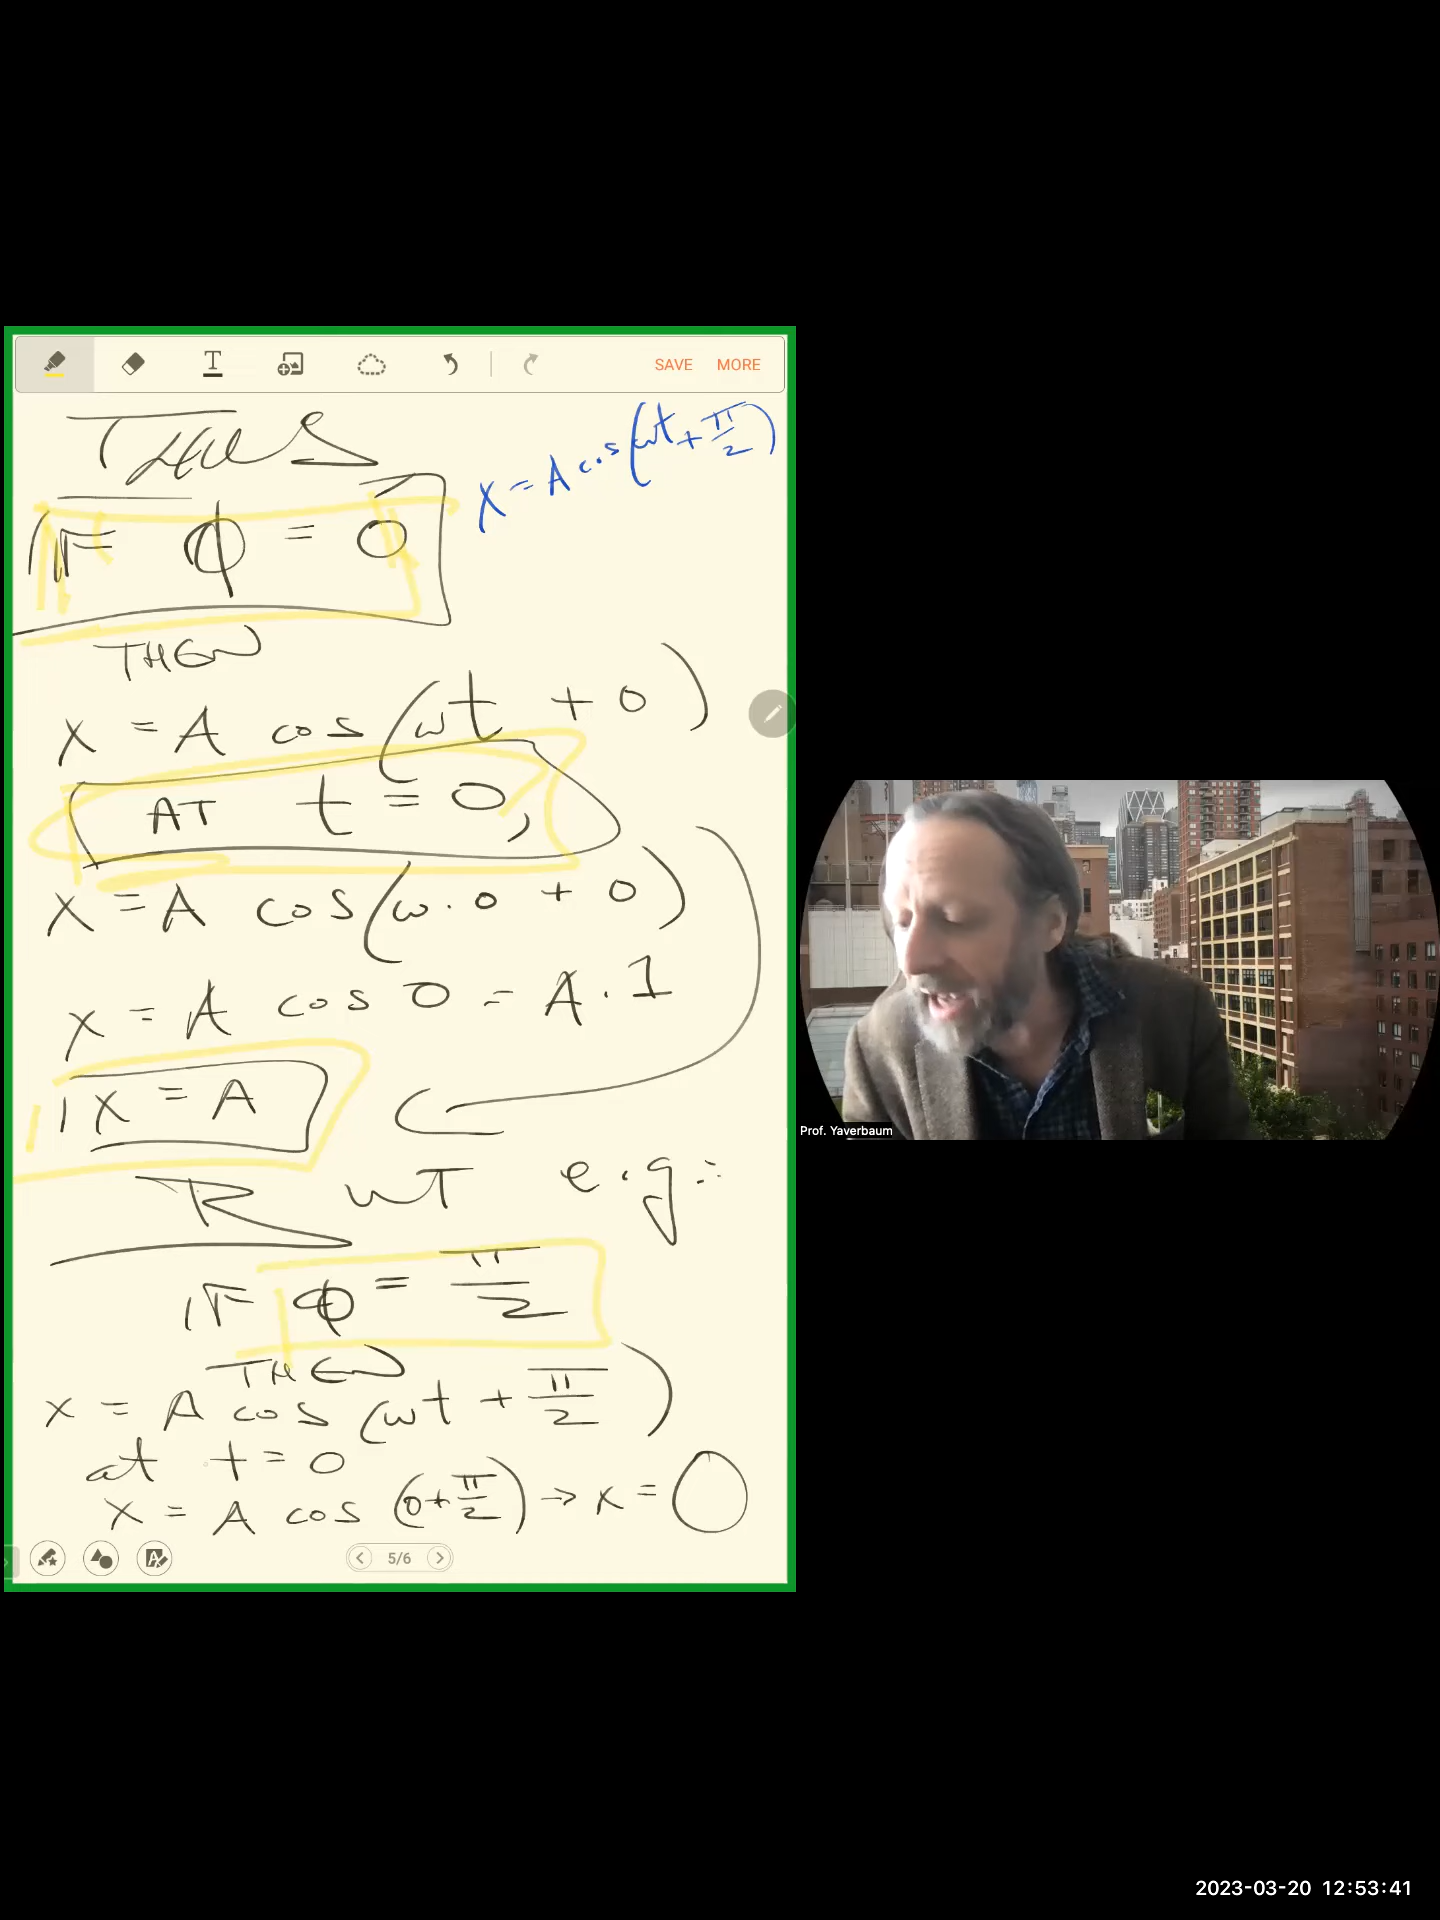 SAVE MORE
THUS
x = A cos(ωt + π/2)
IF ϕ = 0
THEN
x = A cos(ωt + 0)
AT t = 0,
x = A cos(ω·0 + 0)
x = A cos 0 = A·1
x = A
BUT e.g.:
IF ϕ = π/2
THEN
x = A cos(ωt + π/2)
at t = 0
x = A cos (0 + π/2) → x = 0
5/6
Prof. Yaverbaum
2023-03-20 12:53:41